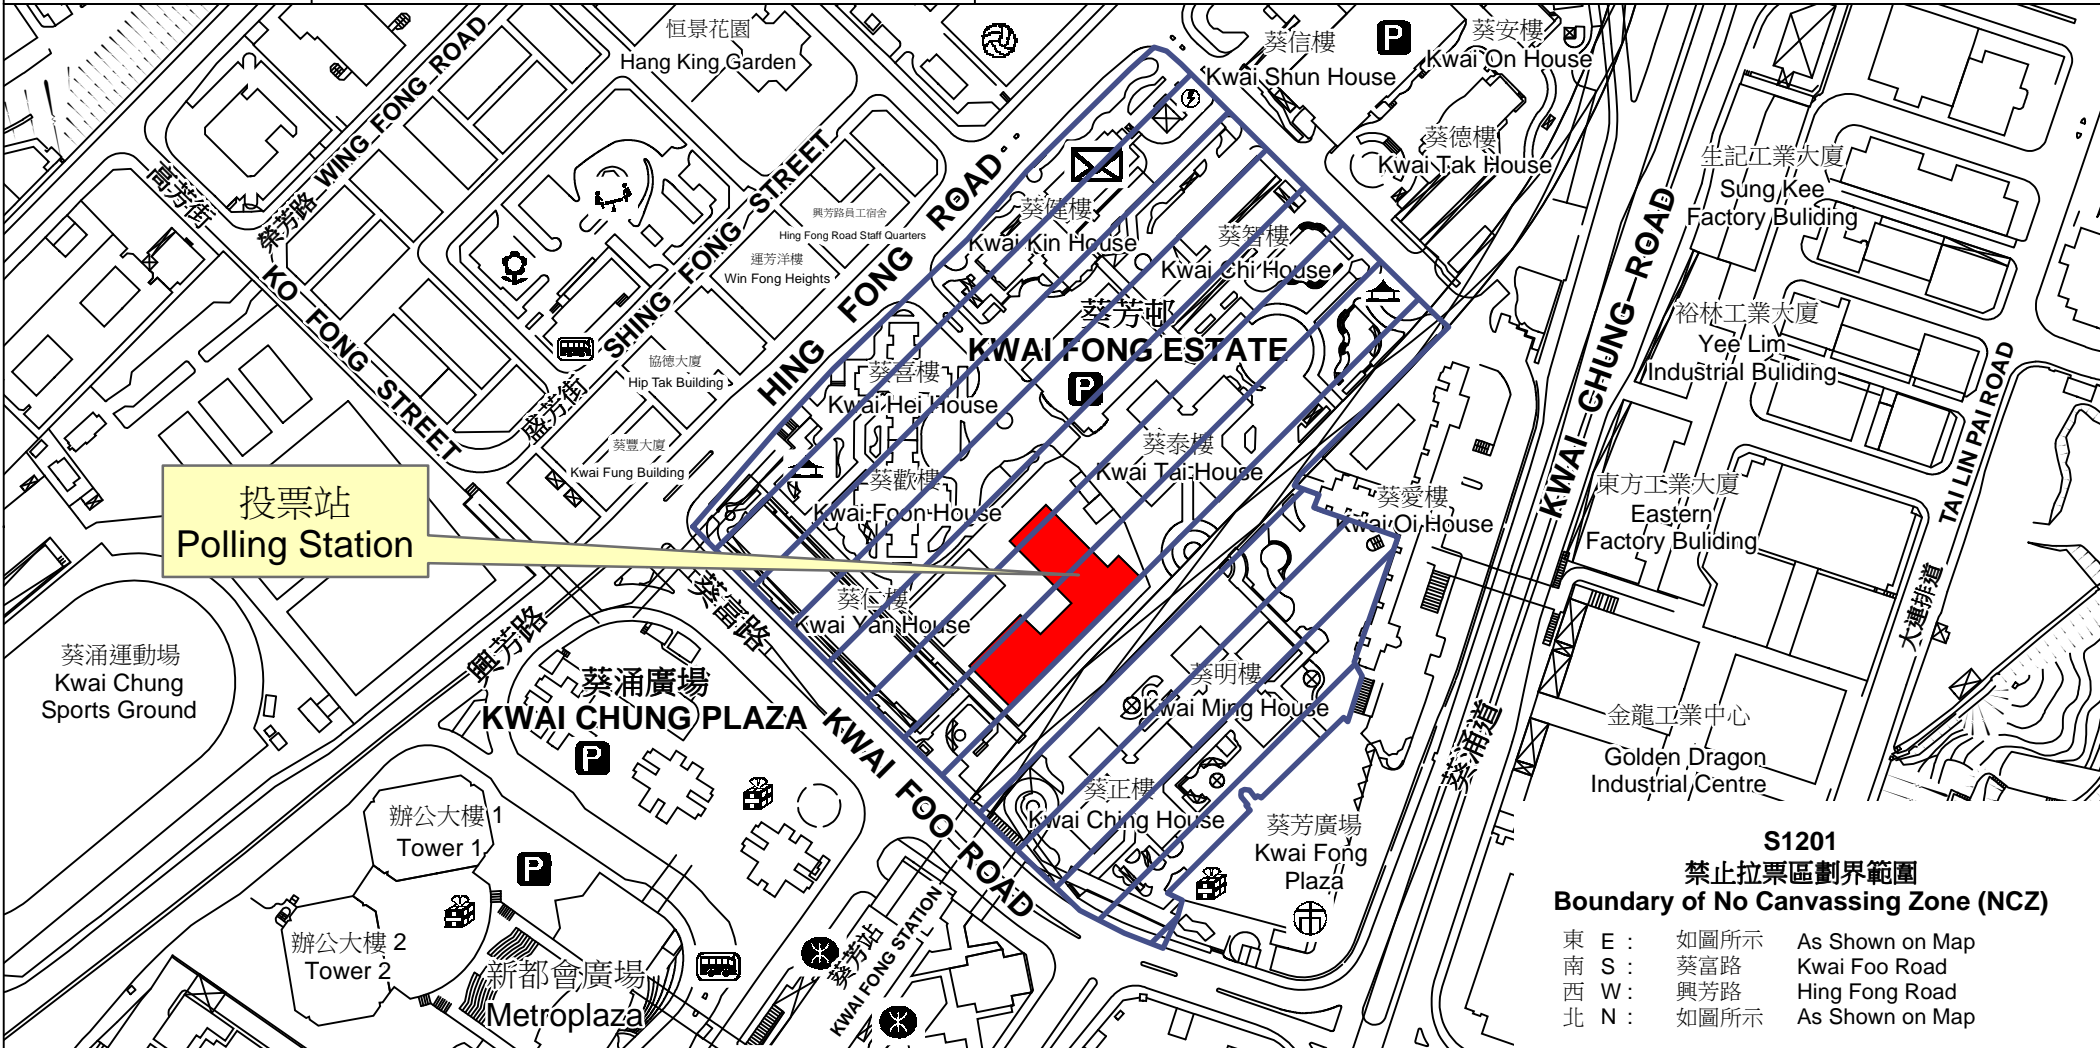 恒景花園
Hang King Garden
葵信樓
Kwai Shun House
葵安樓
Kwai On House
葵德樓
Kwai Tak House
高芳街
榮芳路 WING FONG ROAD
興芳路員工宿舍
Hing Fong Road Staff Quarters
運芳洋樓
Win Fong Heights
KO FONG STREET
盛芳街 SHING FONG STREET
HING FONG ROAD
協德大廈
Hip Tak Building
葵豐大廈
Kwai Fung Building
葵健樓
Kwai Kin House
葵智樓
Kwai Chi House
葵芳邨
KWAI FONG ESTATE
P
葵喜樓
Kwai Hei House
葵泰樓
Kwai Tai House
葵歡樓
Kwai Foon House
葵愛樓
Kwai Oi House
葵仁樓
Kwai Yan House
葵明樓
Kwai Ming House
葵正樓
Kwai Ching House
葵芳廣場
Kwai Fong
Plaza
市
生記工業大廈
Sung Kee
Factory Buliding
裕林工業大廈
Yee Lim
Industrial Buliding
東方工業大廈
Eastern
Factory Buliding
金龍工業中心
Golden Dragon
Industrial Centre
KWAI CHUNG ROAD
葵涌道
TAI LIN PAI ROAD
大連排道
投票站
Polling Station
葵涌運動場
Kwai Chung
Sports Ground
興芳路
葵富路
KWAI FOO ROAD
葵涌廣場
KWAI CHUNG PLAZA
P
辦公大樓 1
Tower 1
P
辦公大樓 2
Tower 2
新都會廣場
Metroplaza
葵芳站
KWAI FONG STATION
P
S1201
禁止拉票區劃界範圍
Boundary of No Canvassing Zone (NCZ)
東 E : 如圖所示 As Shown on Map
南 S : 葵富路 Kwai Foo Road
西 W : 興芳路 Hing Fong Road
北 N : 如圖所示 As Shown on Map